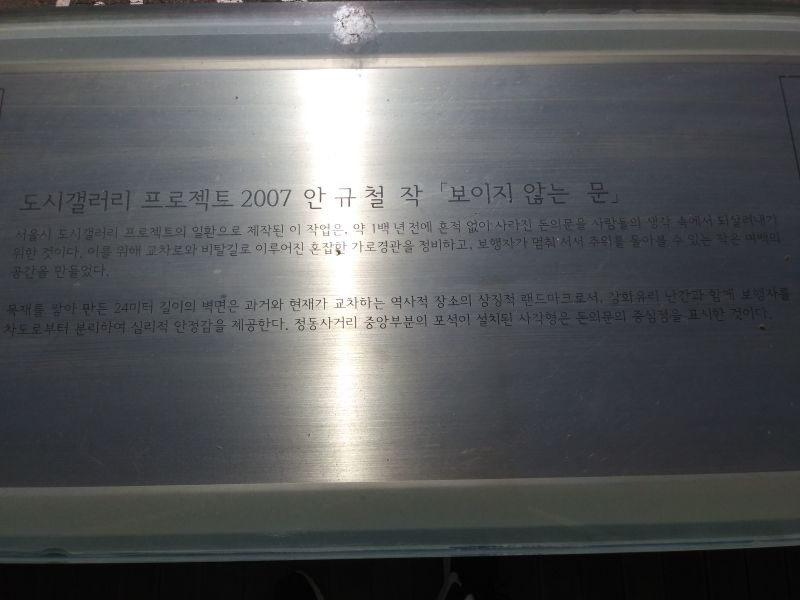 도시갤러리 프로젝트 2007 안 규 철 작 「보이지 않는 문」
서울시 도시갤러리 프로젝트의 일환으로 제작된 이 작업은, 약 1백 년 전에 흔적 없이 사라진 돈의문을 사람들의 생각 속에서 되살려내기
위한 것이다. 이를 위해 교차로와 비탈길로 이루어진 혼잡한 가로경관을 정비하고, 보행자가 멈춰 서서 주위를 돌아볼 수 있는 작은 여백의
공간을 만들었다.
목재를 쌓아 만든 24미터 길이의 벽면은 과거와 현재가 교차하는 역사적 장소의 상징적 랜드마크로서, 강화유리 난간과 함께 보행자를
차도로부터 분리하여 심리적 안정감을 제공한다. 정동사거리 중앙부분의 포석이 설치된 사각형은 돈의문의 중심점을 표시한 것이다.